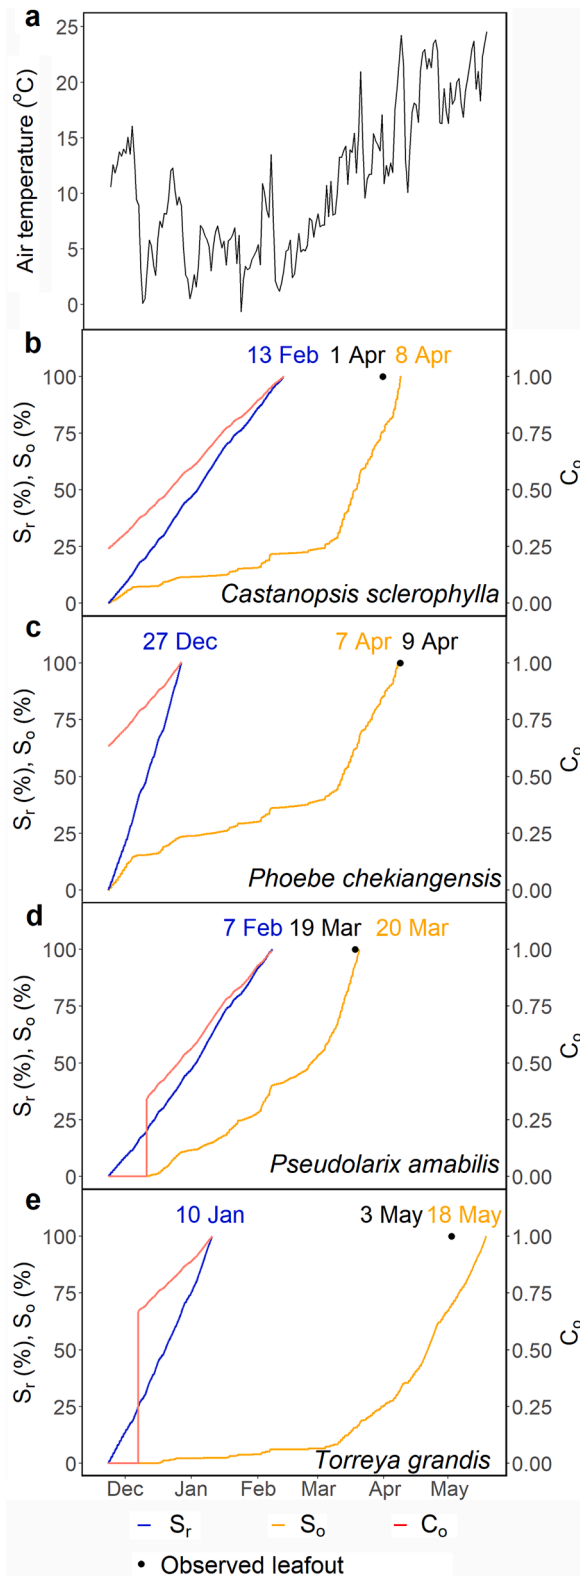 a
Air temperature (°C)
25
20
15
10
5
0
b
13 Feb 1 Apr 8 Apr
Sr (%), So (%)
100
75
50
25
0
1.00
0.75
0.50
0.25
0.00
Co
Castanopsis sclerophylla
c
27 Dec 7 Apr 9 Apr
Sr (%), So (%)
100
75
50
25
0
1.00
0.75
0.50
0.25
0.00
Co
Phoebe chekiangensis
d
7 Feb 19 Mar 20 Mar
Sr (%), So (%)
100
75
50
25
0
1.00
0.75
0.50
0.25
0.00
Co
Pseudolarix amabilis
e
10 Jan 3 May 18 May
Sr (%), So (%)
100
75
50
25
0
1.00
0.75
0.50
0.25
0.00
Co
Torreya grandis
Dec Jan Feb Mar Apr May
Sr So Co
Observed leafout